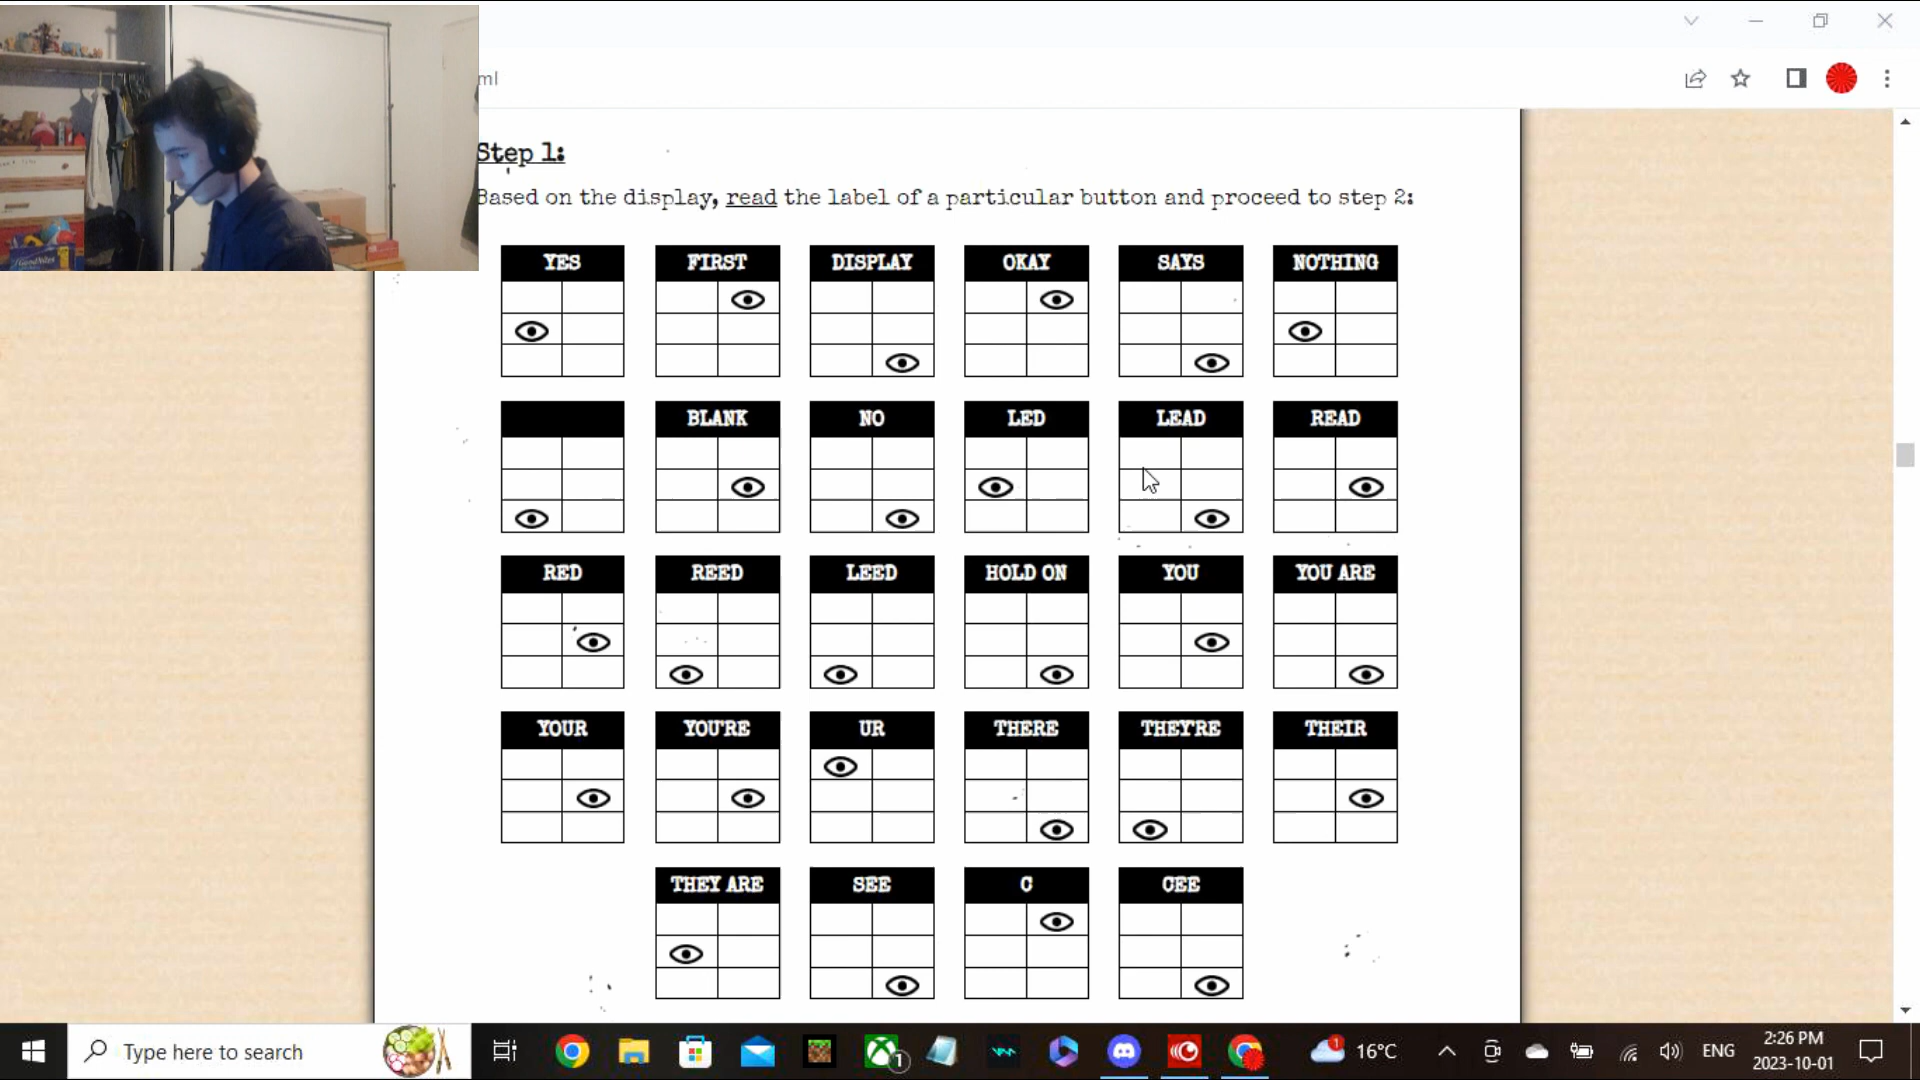 ml
Step 1:
Based on the display, read the label of a particular button and proceed to step 2:
YES FIRST DISPLAY OKAY SAYS NOTHING
BLANK NO LED LEAD READ
RED REED LEED HOLD ON YOU YOU ARE
YOUR YOU'RE UR THERE THEY'RE THEIR
THEY ARE SEE C CEE
Type here to search
1
1
16°C
ENG
2:26 PM
2023-10-01
GoodNites